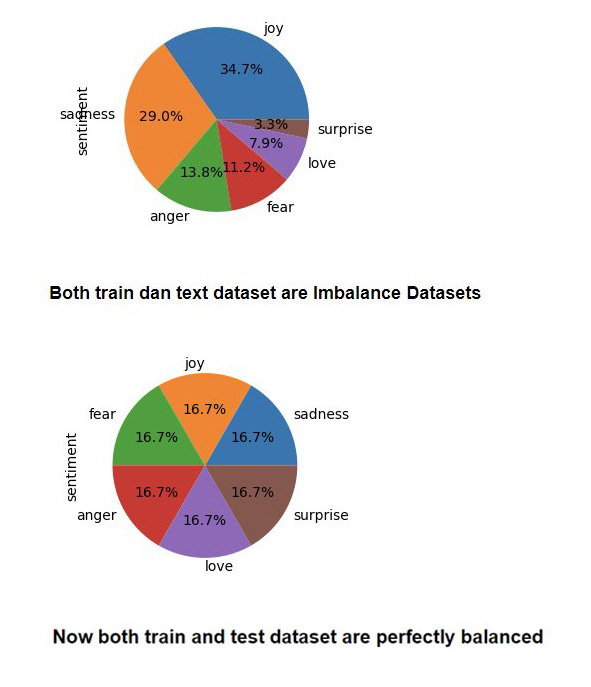 joy
34.7%
sadness
sentiment
29.0%
3.3%
surprise
7.9%
love
13.8%
11.2%
fear
anger
Both train dan text dataset are Imbalance Datasets
joy
fear
16.7%
sadness
16.7%
16.7%
sentiment
16.7%
16.7%
anger
16.7%
surprise
love
Now both train and test dataset are perfectly balanced